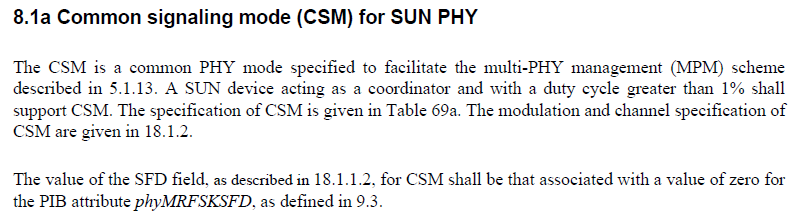 8.1a Common signaling mode (CSM) for SUN PHY
The CSM is a common PHY mode specified to facilitate the multi-PHY management (MPM) scheme
described in 5.1.13. A SUN device acting as a coordinator and with a duty cycle greater than 1% shall
support CSM. The specification of CSM is given in Table 69a. The modulation and channel specification of
CSM are given in 18.1.2.
The value of the SFD field, as described in 18.1.1.2, for CSM shall be that associated with a value of zero for
the PIB attribute phyMRFSKSFD, as defined in 9.3.